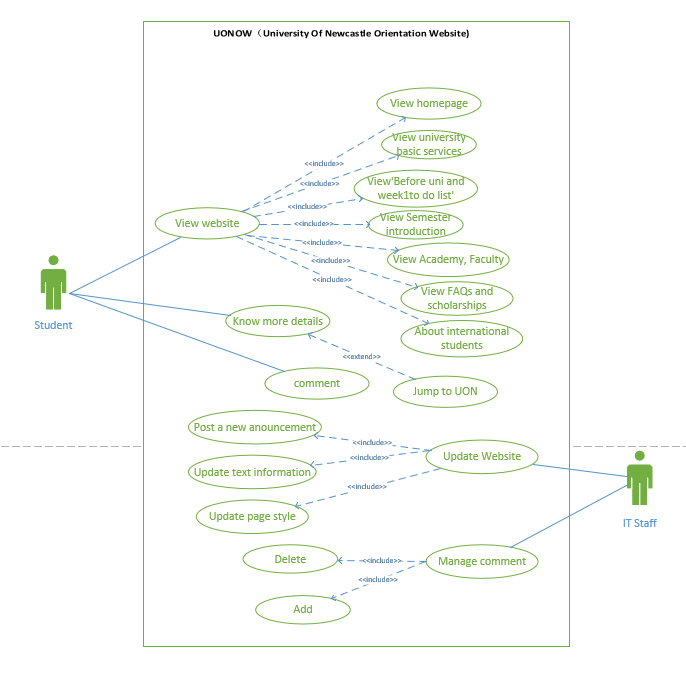 UONOW（University Of Newcastle Orientation Website)
View homepage
View university
basic services
<<include>>
<<include>>
View'Before uni and
week1to do list'
<<include>>
View website
<<include>>
View Semester
introduction
<<include>>
View Academy, Faculty
<<include>>
<<include>>
View FAQs and
scholarships
Student
Know more details
About international
students
<<extend>>
comment
Jump to UON
Post a new anouncement
<<include>>
Update Website
<<include>>
Update text information
<<include>>
Update page style
IT Staff
Delete
<<include>>
Manage comment
<<include>>
Add